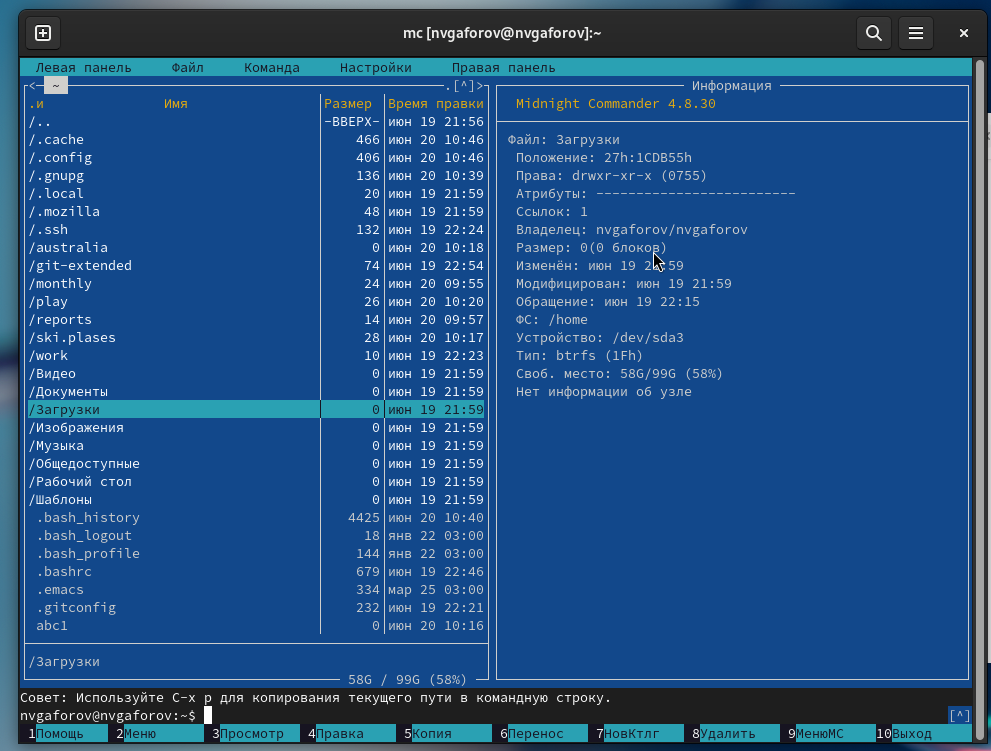 mc [nvgaforov@nvgaforov]:~
Левая панель Файл Команда Настройки Правая панель
<─ ~ .[^]>
.и Имя Размер Время правки
/.. -ВВЕРХ- июн 19 21:56
/.cache 466 июн 20 10:46
/.config 406 июн 20 10:46
/.gnupg 136 июн 20 10:39
/.local 20 июн 19 21:59
/.mozilla 48 июн 19 21:59
/.ssh 132 июн 19 22:24
/australia 0 июн 20 10:18
/git-extended 74 июн 19 22:54
/monthly 24 июн 20 09:55
/play 26 июн 20 10:20
/reports 14 июн 20 09:57
/ski.plases 28 июн 20 10:17
/work 10 июн 19 22:23
/Видео 0 июн 19 21:59
/Документы 0 июн 19 21:59
/Загрузки 0 июн 19 21:59
/Изображения 0 июн 19 21:59
/Музыка 0 июн 19 21:59
/Общедоступные 0 июн 19 21:59
/Рабочий стол 0 июн 19 21:59
/Шаблоны 0 июн 19 21:59
.bash_history 4425 июн 20 10:40
.bash_logout 18 янв 22 03:00
.bash_profile 144 янв 22 03:00
.bashrc 679 июн 19 22:46
.emacs 334 мар 25 03:00
.gitconfig 232 июн 19 22:21
abc1 0 июн 20 10:16
/Загрузки
58G / 99G (58%)
Информация
Midnight Commander 4.8.30
Файл: Загрузки
Положение: 27h:1CDB55h
Права: drwxr-xr-x (0755)
Атрибуты: -------------------------
Ссылок: 1
Владелец: nvgaforov/nvgaforov
Размер: 0(0 блоков)
Изменён: июн 19 :59
Модифицирован: июн 19 21:59
Обращение: июн 19 22:15
ФС: /home
Устройство: /dev/sda3
Тип: btrfs (1Fh)
Своб. место: 58G/99G (58%)
Нет информации об узле
Совет: Используйте C-x p для копирования текущего пути в командную строку.
nvgaforov@nvgaforov:~$ [^]
1Помощь 2Меню 3Просмотр 4Правка 5Копия 6Перенос 7НовКтлг 8Удалить 9МенюMC 10Выход